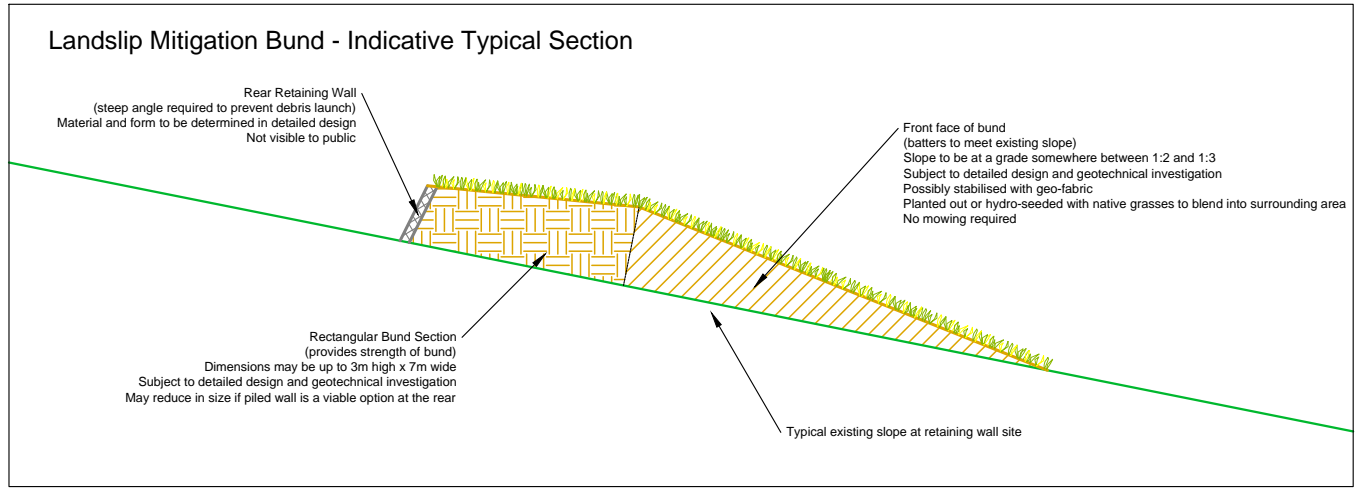 Landslip Mitigation Bund - Indicative Typical Section
Rear Retaining Wall
(steep angle required to prevent debris launch)
Material and form to be determined in detailed design
Not visible to public
Front face of bund
(batters to meet existing slope)
Slope to be at a grade somewhere between 1:2 and 1:3
Subject to detailed design and geotechnical investigation
Possibly stabilised with geo-fabric
Planted out or hydro-seeded with native grasses to blend into surrounding area
No mowing required
Rectangular Bund Section
(provides strength of bund)
Dimensions may be up to 3m high x 7m wide
Subject to detailed design and geotechnical investigation
May reduce in size if piled wall is a viable option at the rear
Typical existing slope at retaining wall site